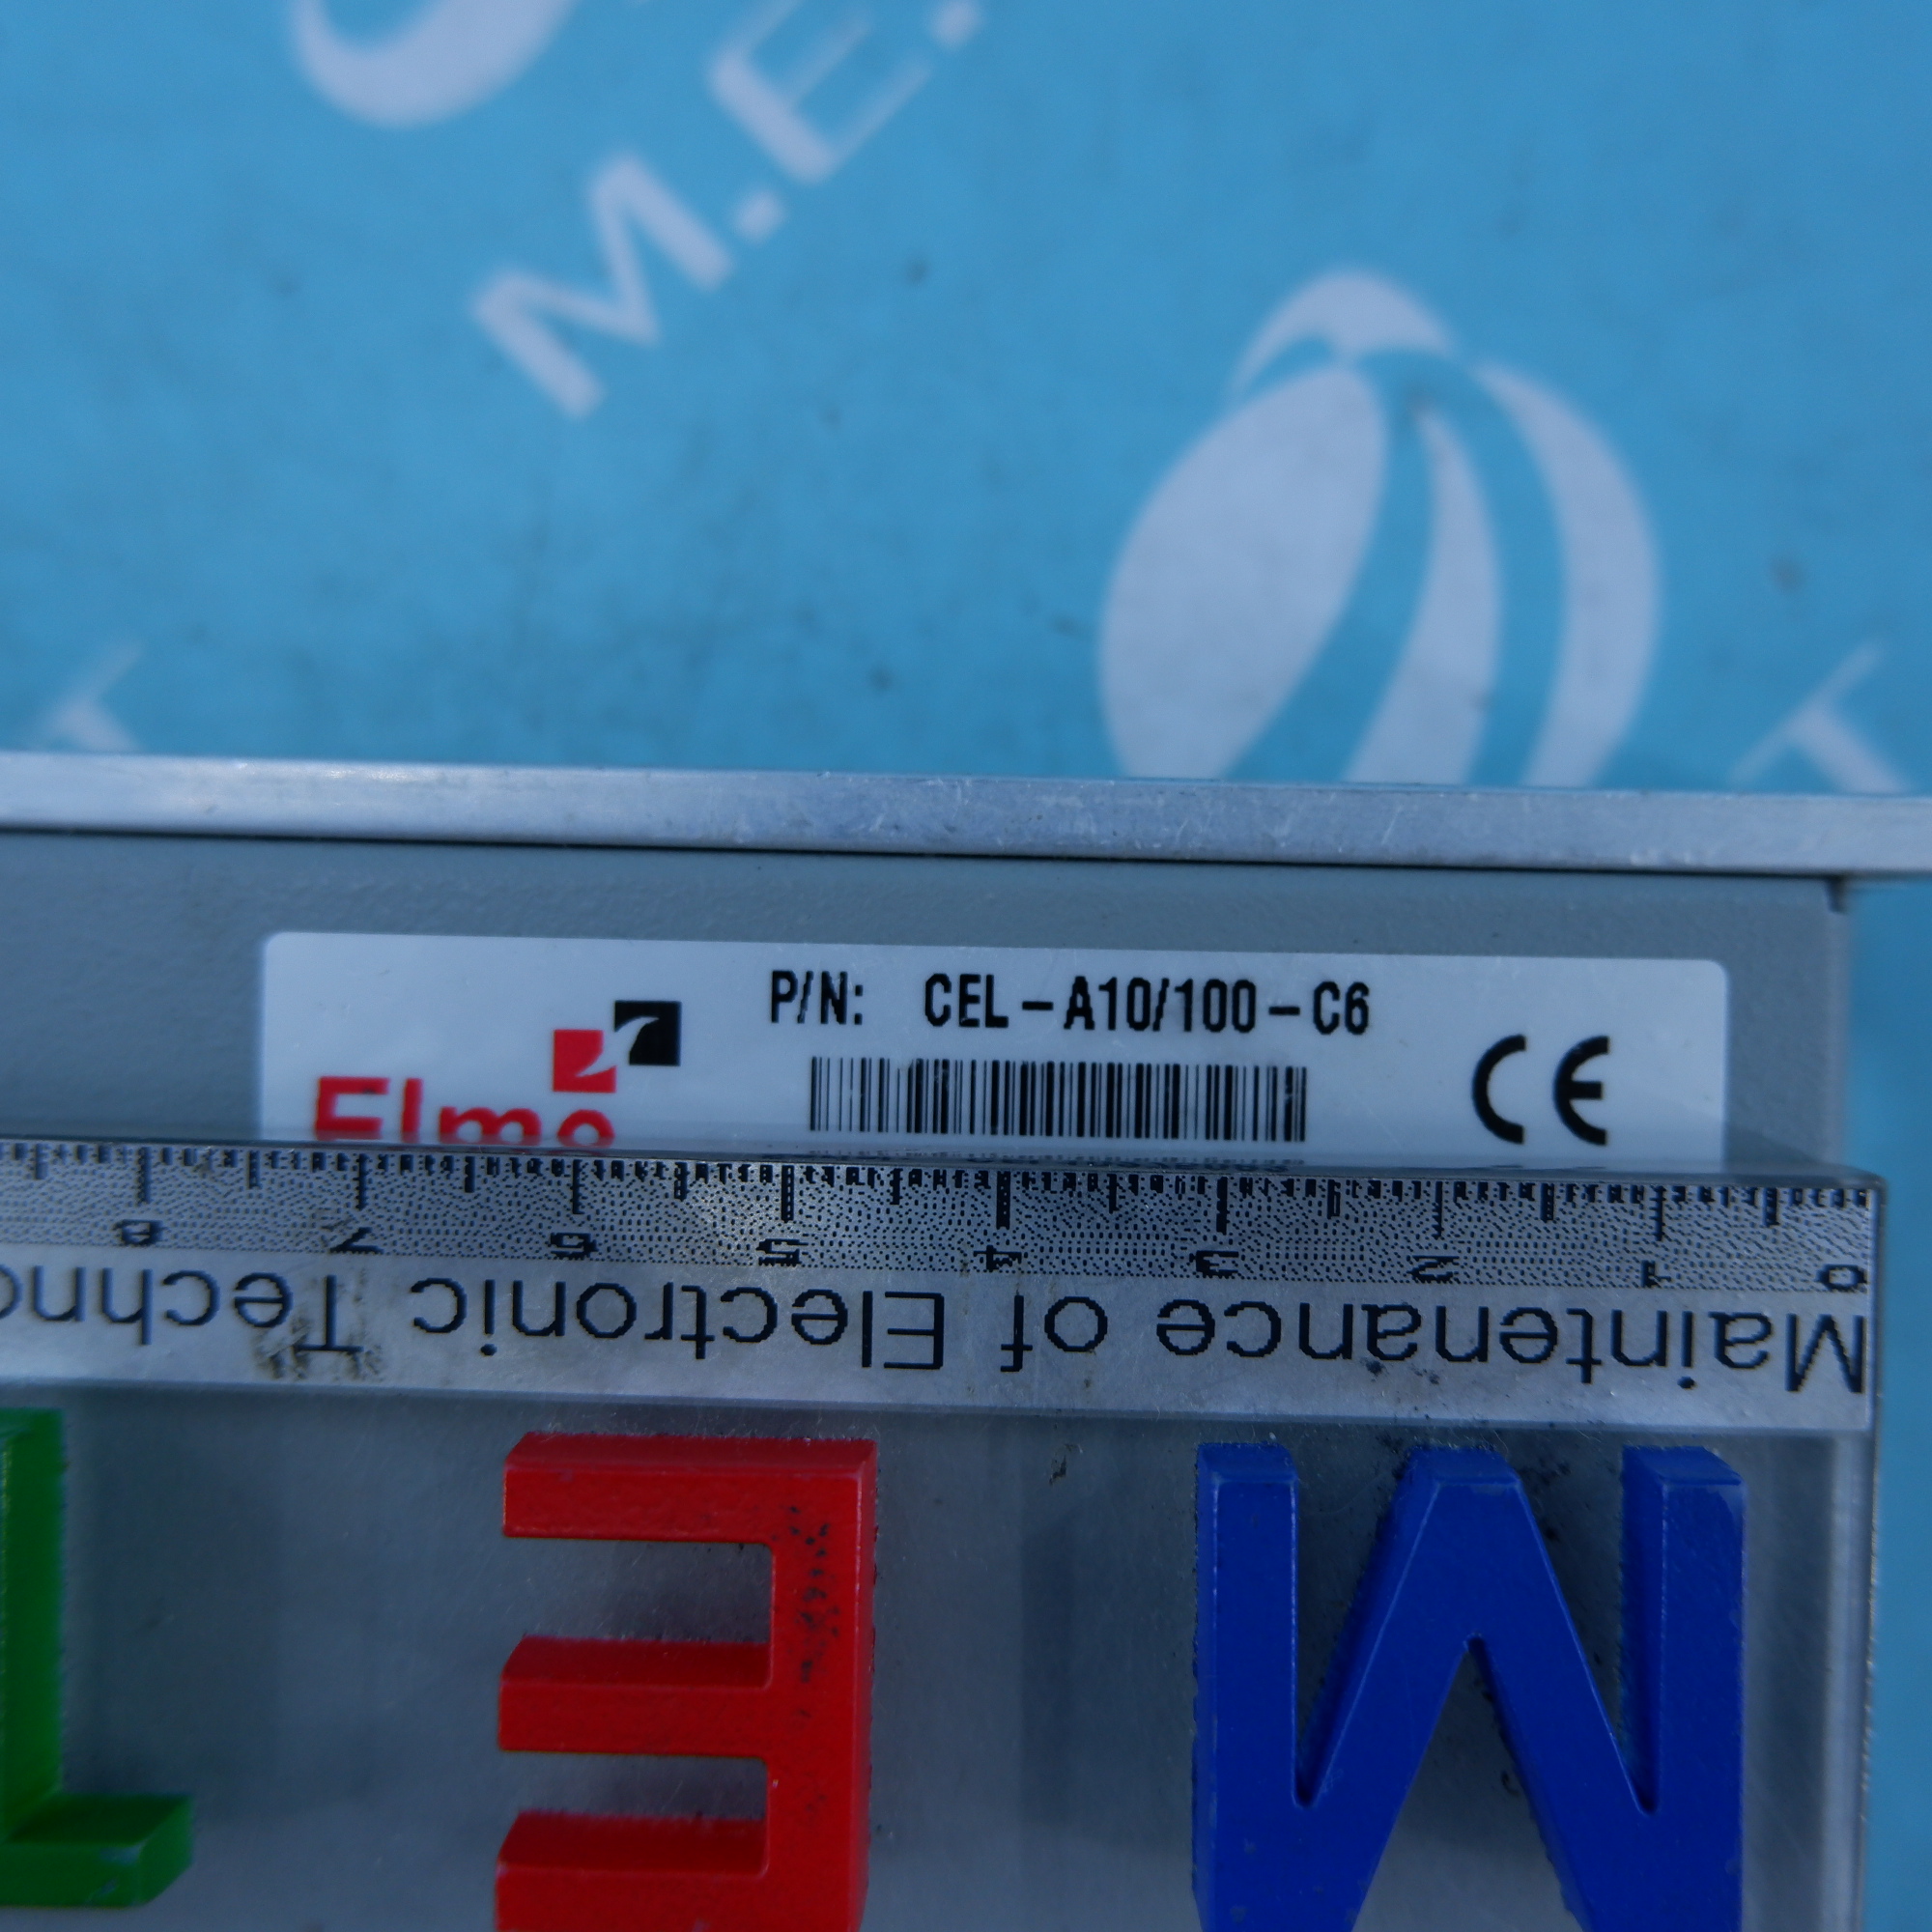 M.E.
T
T
P/N: CEL-A10/100-C6
Elmo
CE
0 1 2 3 4 5 6 7 8
Maintenance of Electronic Techno
M E T